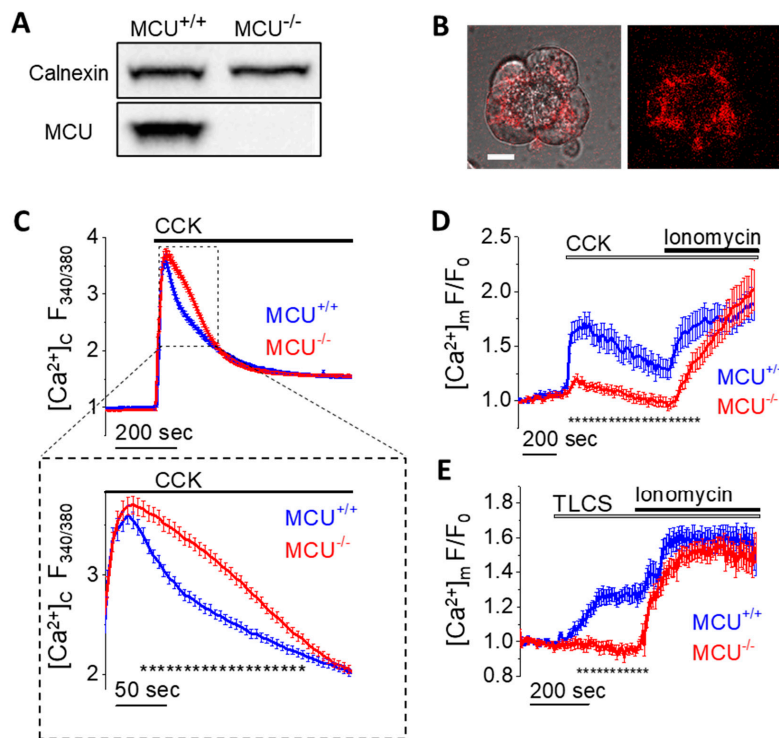 A
MCU+/+ MCU-/-
Calnexin
MCU
B
C
CCK
[Ca2+]C F340/380
4
3
2
1
MCU+/+
MCU-/-
200 sec
CCK
[Ca2+]C F340/380
3
2
MCU+/+
MCU-/-
*******************
50 sec
D
Ionomycin
CCK
[Ca2+]m F/F0
2.5
2.0
1.5
1.0
MCU+/+
MCU-/-
********************
200 sec
E
Ionomycin
TLCS
[Ca2+]m F/F0
1.8
1.6
1.4
1.2
1.0
0.8
MCU+/+
MCU-/-
***********
200 sec